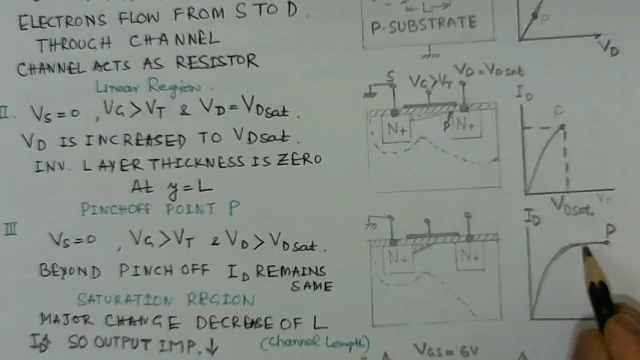 ELECTRONS FLOW FROM S TO D
THROUGH CHANNEL
CHANNEL ACTS AS RESISTOR
Linear Region
L
P-SUBSTRATE
P
VD
II. VS=0, VG>VT & VD=VDsat.
VD IS INCREASED TO VDsat.
INV. LAYER THICKNESS IS ZERO
At y=L
PINCHOFF POINT P
S VG>VT VD=VDsat
N+ P N+
ID
P
VDsat.
III VS=0, VG>VT & VD>VDsat.
BEYOND PINCH OFF ID REMAINS
SAME
SATURATION REGION
MAJOR CHANGE DECREASE OF L
SO OUTPUT IMP. ↓ (Channel Length)
N+ N+
ID
P
VGS=6V